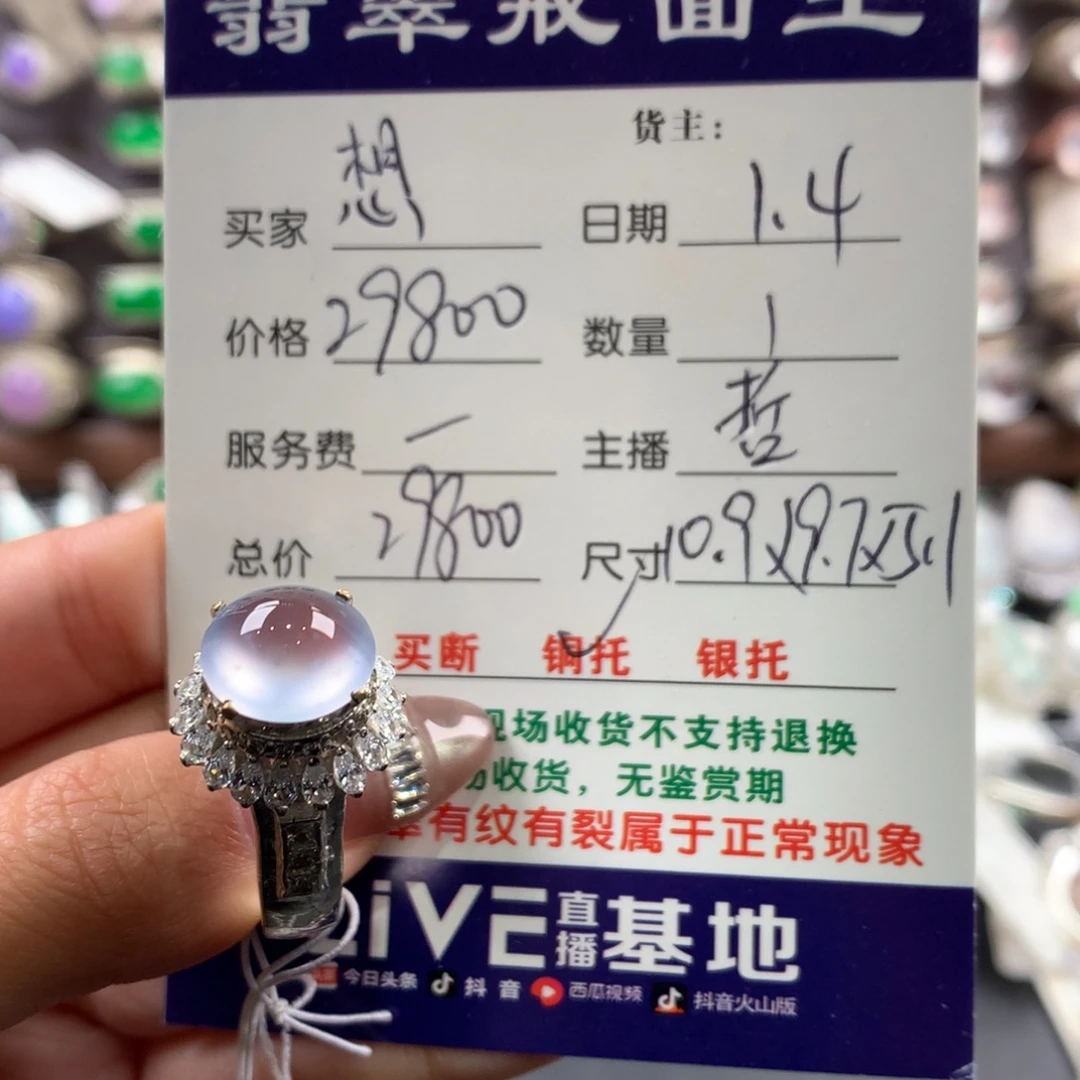 翡翠戒面王
货主：
买家 想 日期 1.4
价格 29800 数量 1
服务费 一 主播 哲
总价 29800 尺寸 10.9x9.7x5.1
买断 铜托 ✓ 银托
现场收货不支持退换
场收货，无鉴赏期
翠有纹有裂属于正常现象
LiVE 直播基地
今日头条 抖音 西瓜视频 抖音火山版